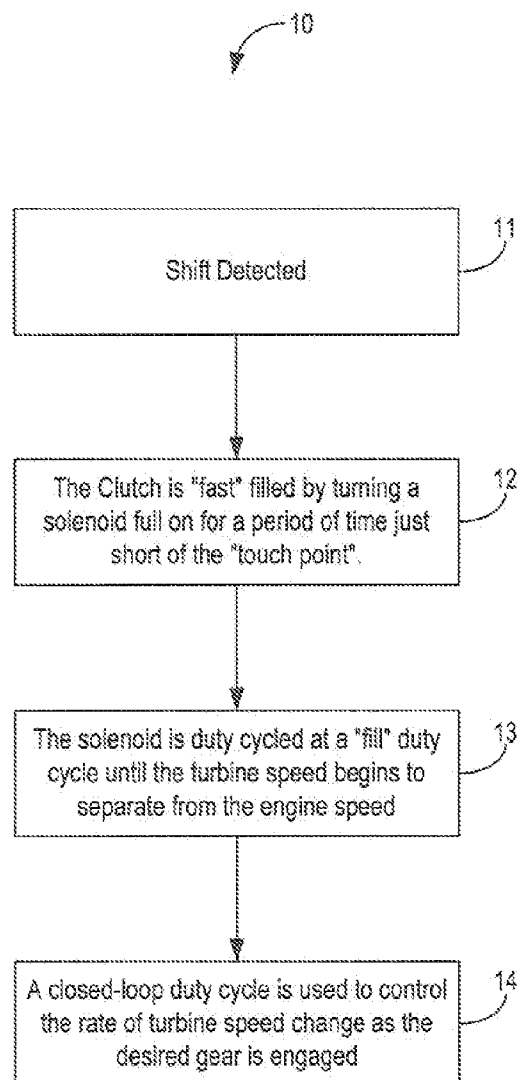 10
11
Shift Detected
12
The Clutch is "fast" filled by turning a
solenoid full on for a period of time just
short of the "touch point".
13
The solenoid is duty cycled at a "fill" duty
cycle until the turbine speed begins to
separate from the engine speed
14
A closed-loop duty cycle is used to control
the rate of turbine speed change as the
desired gear is engaged